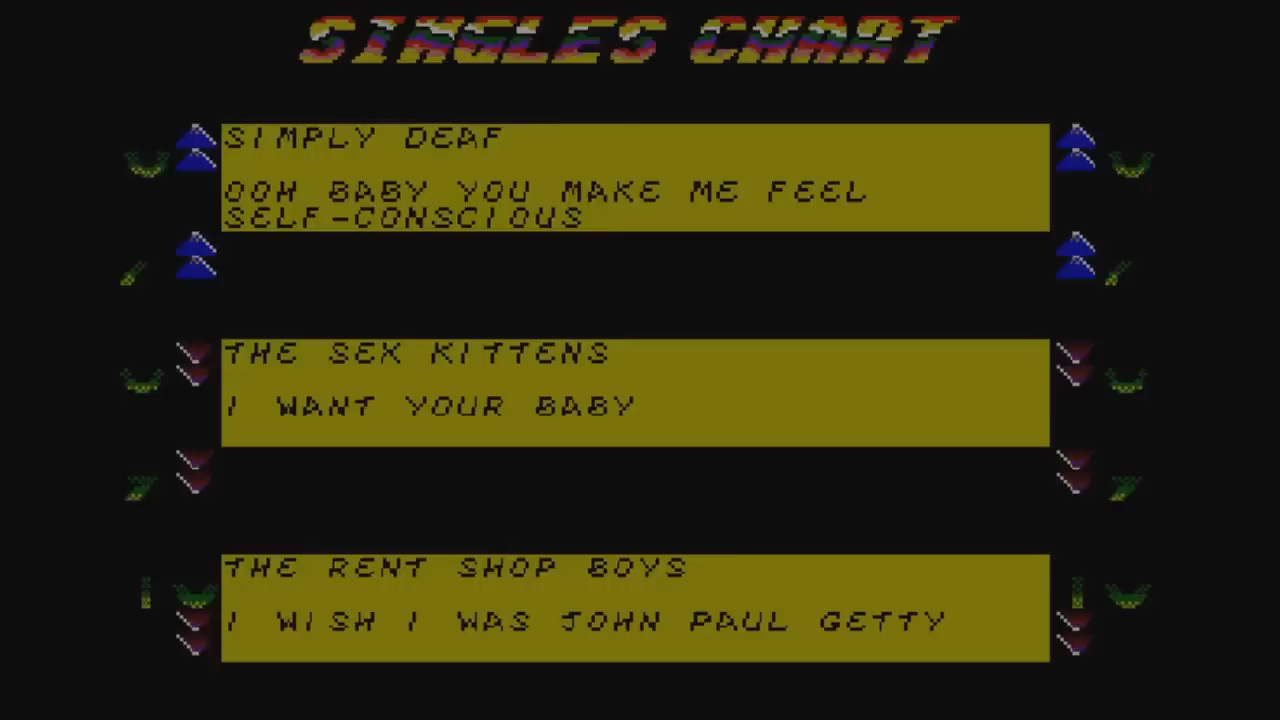 SINGLES CHART
SIMPLY DEAF
OOH BABY YOU MAKE ME FEEL
SELF-CONSCIOUS
THE SEX KITTENS
I WANT YOUR BABY
THE RENT SHOP BOYS
I WISH I WAS JOHN PAUL GETTY